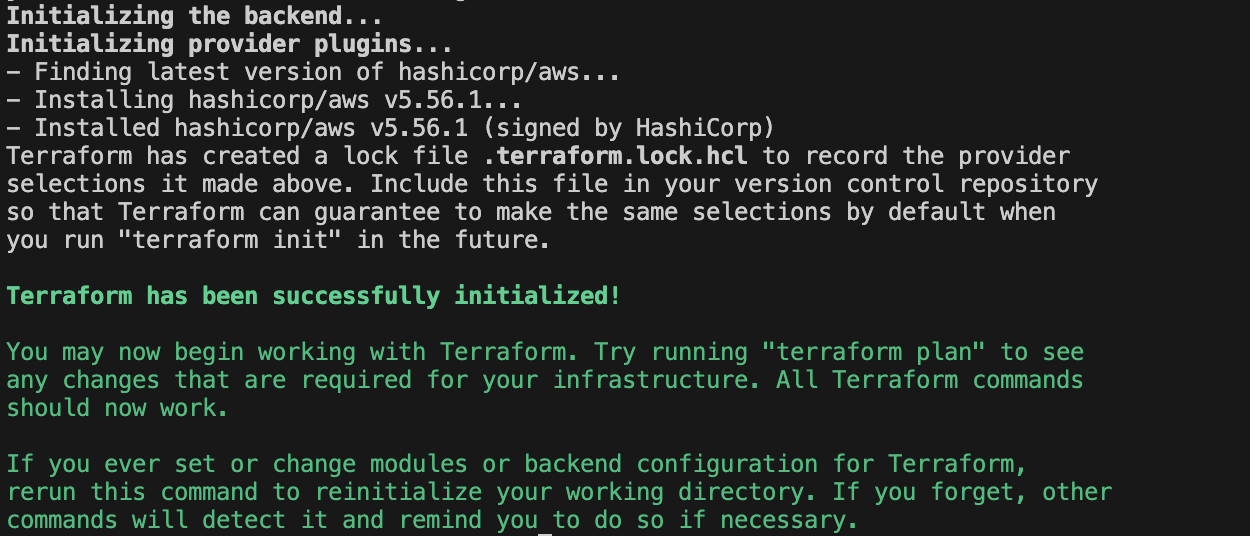 Initializing the backend...
Initializing provider plugins...
- Finding latest version of hashicorp/aws...
- Installing hashicorp/aws v5.56.1...
- Installed hashicorp/aws v5.56.1 (signed by HashiCorp)
Terraform has created a lock file .terraform.lock.hcl to record the provider
selections it made above. Include this file in your version control repository
so that Terraform can guarantee to make the same selections by default when
you run "terraform init" in the future.
Terraform has been successfully initialized!
You may now begin working with Terraform. Try running "terraform plan" to see
any changes that are required for your infrastructure. All Terraform commands
should now work.
If you ever set or change modules or backend configuration for Terraform,
rerun this command to reinitialize your working directory. If you forget, other
commands will detect it and remind you to do so if necessary.